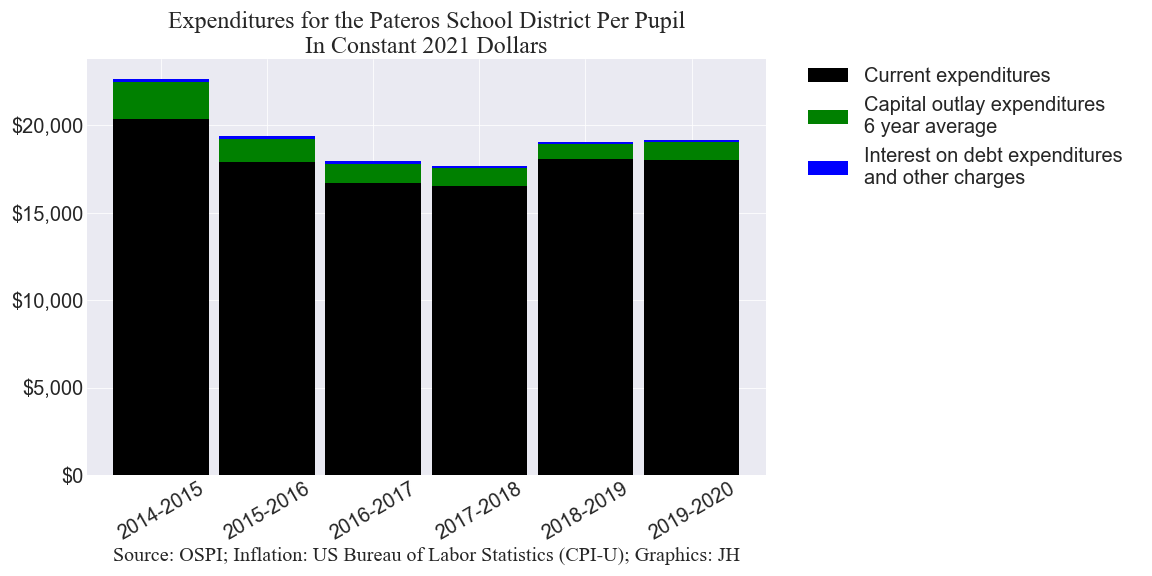 Expenditures for the Pateros School District Per Pupil
In Constant 2021 Dollars
$20,000
$15,000
$10,000
$5,000
$0
2014-2015
2015-2016
2016-2017
2017-2018
2018-2019
2019-2020
Current expenditures
Capital outlay expenditures
6 year average
Interest on debt expenditures
and other charges
Source: OSPI; Inflation: US Bureau of Labor Statistics (CPI-U); Graphics: JH